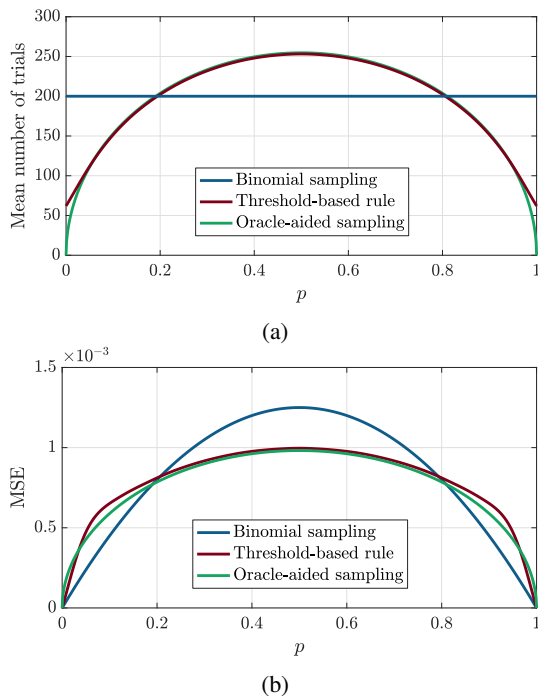 300
250
200
150
100
50
0
Mean number of trials
Binomial sampling
Threshold-based rule
Oracle-aided sampling
0 0.2 0.4 0.6 0.8 1
p
(a)
×10⁻³
1.5
1
0.5
0
MSE
Binomial sampling
Threshold-based rule
Oracle-aided sampling
0 0.2 0.4 0.6 0.8 1
p
(b)